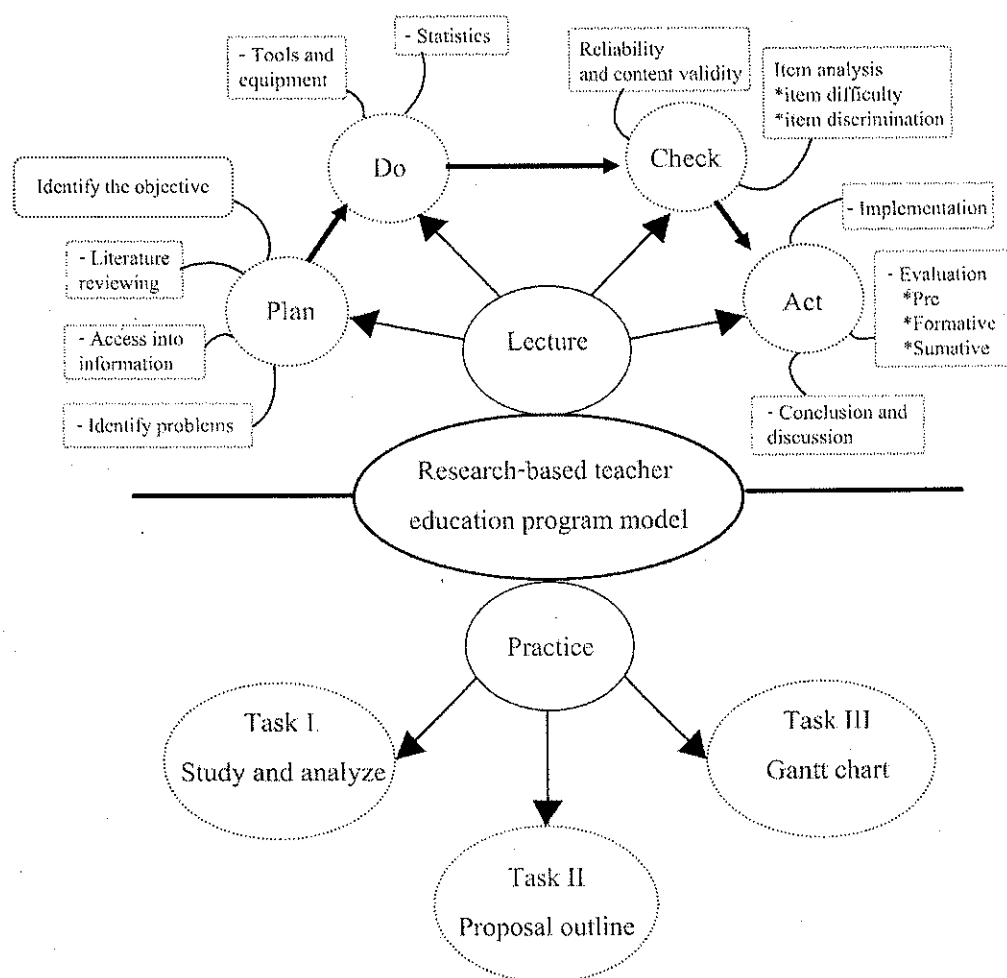 - Statistics
- Tools and
equipment
Reliability
and content validity
Item analysis
*item difficulty
*item discrimination
Do
Check
Identify the objective
- Implementation
- Literature
reviewing
Plan
Lecture
Act
- Evaluation
*Pre
*Formative
*Sumative
- Access into
information
- Identify problems
- Conclusion and
discussion
Research-based teacher
education program model
Practice
Task I
Study and analyze
Task III
Gantt chart
Task II
Proposal outline